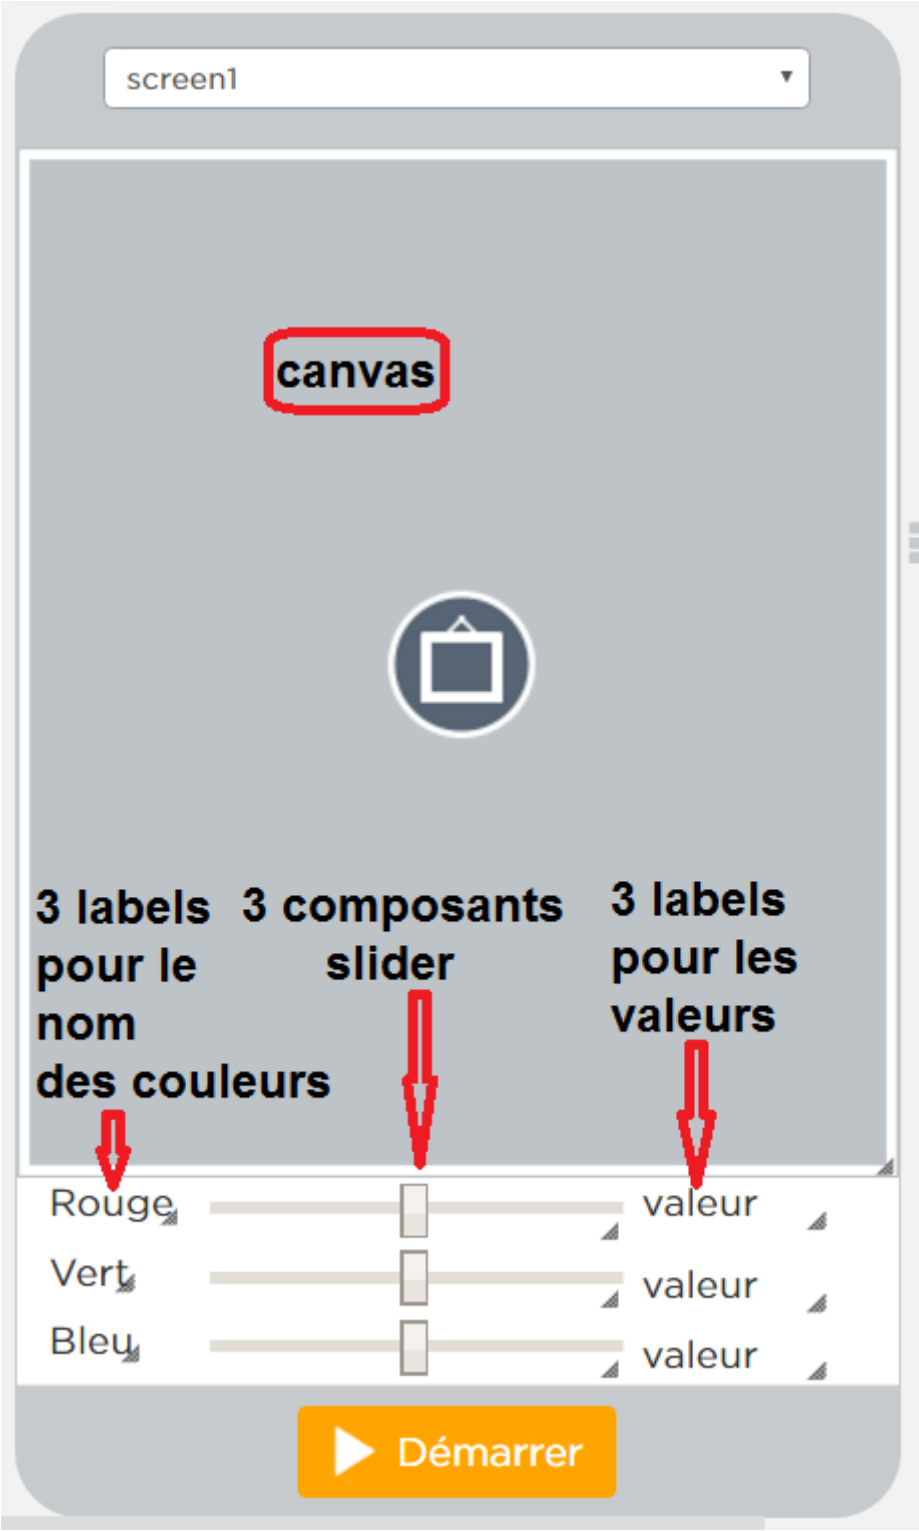 screen1
canvas
3 labels
pour le
nom
des couleurs
3 composants
slider
3 labels
pour les
valeurs
Rouge
valeur
Vert
valeur
Bleu
valeur
Démarrer